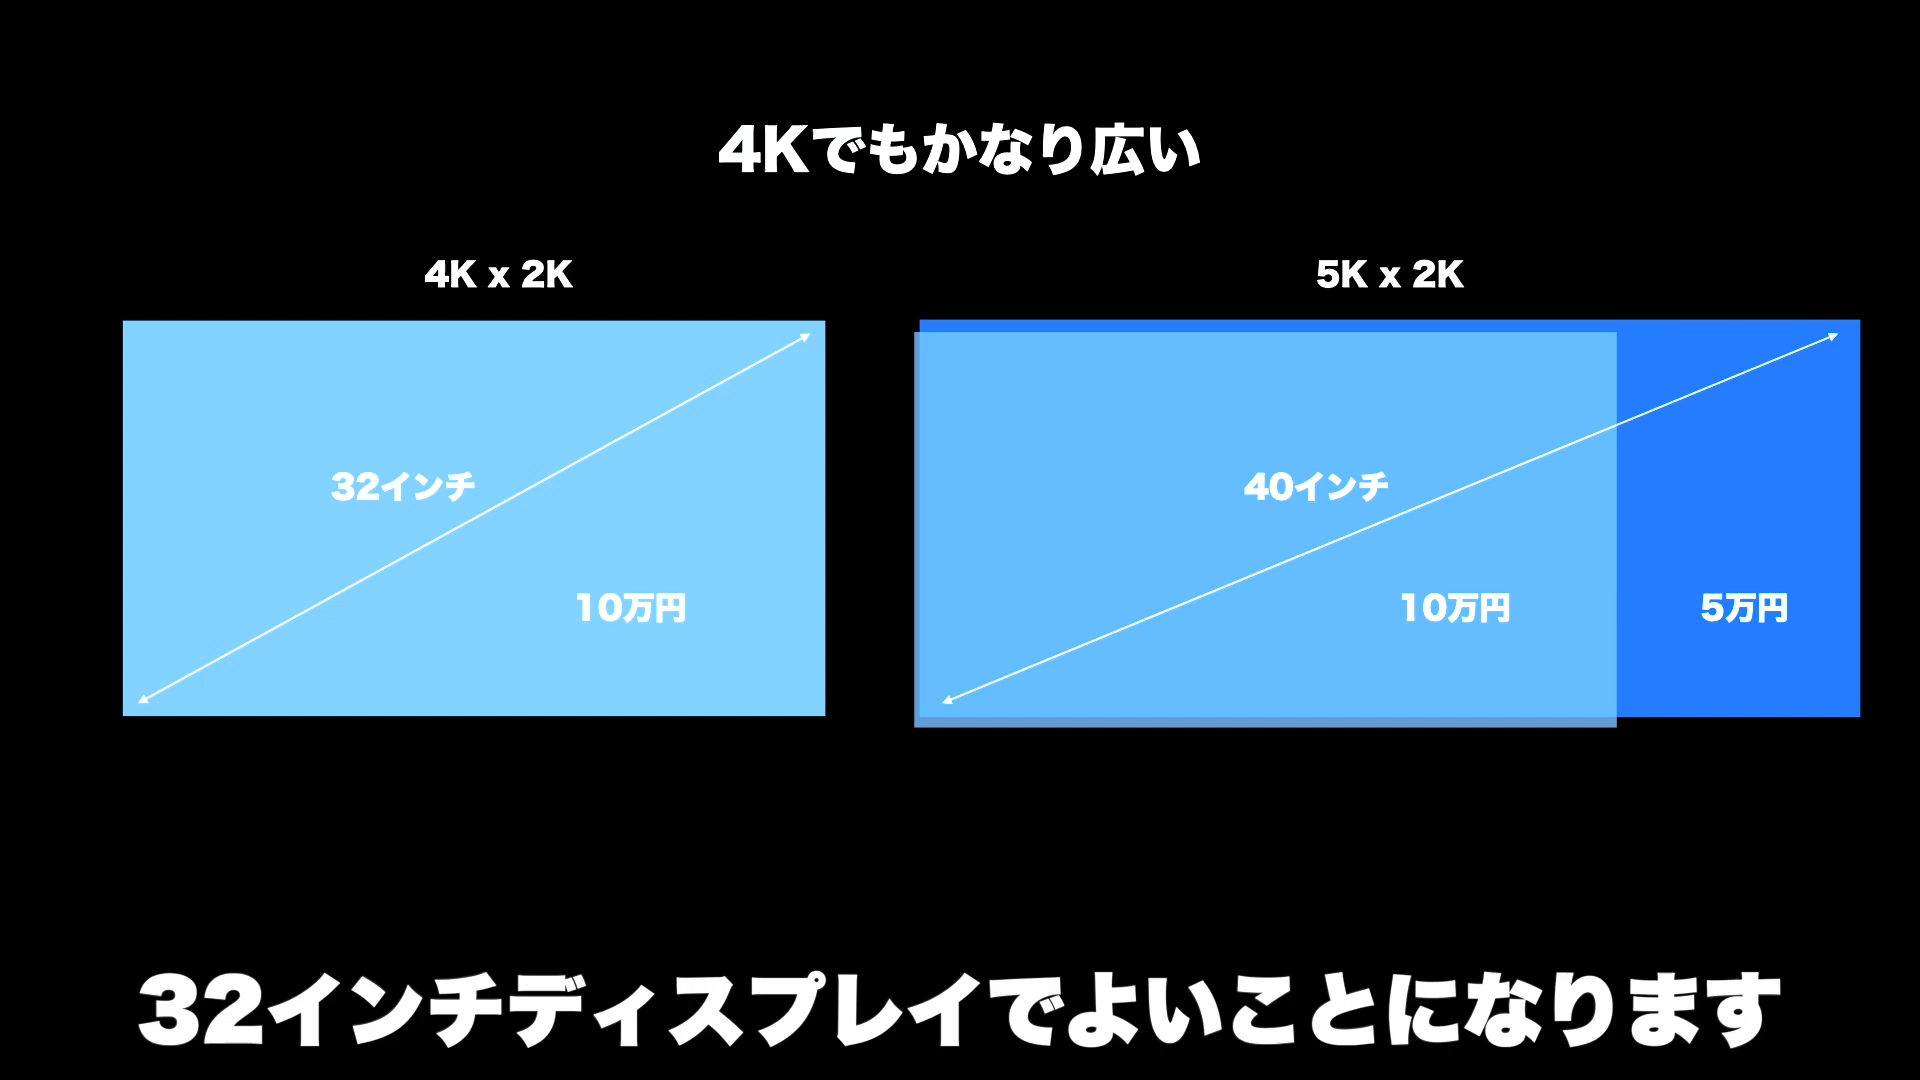 4Kでもかなり広い
4K x 2K
5K x 2K
32インチ
40インチ
10万円
10万円
5万円
32インチディスプレイでよいことになります